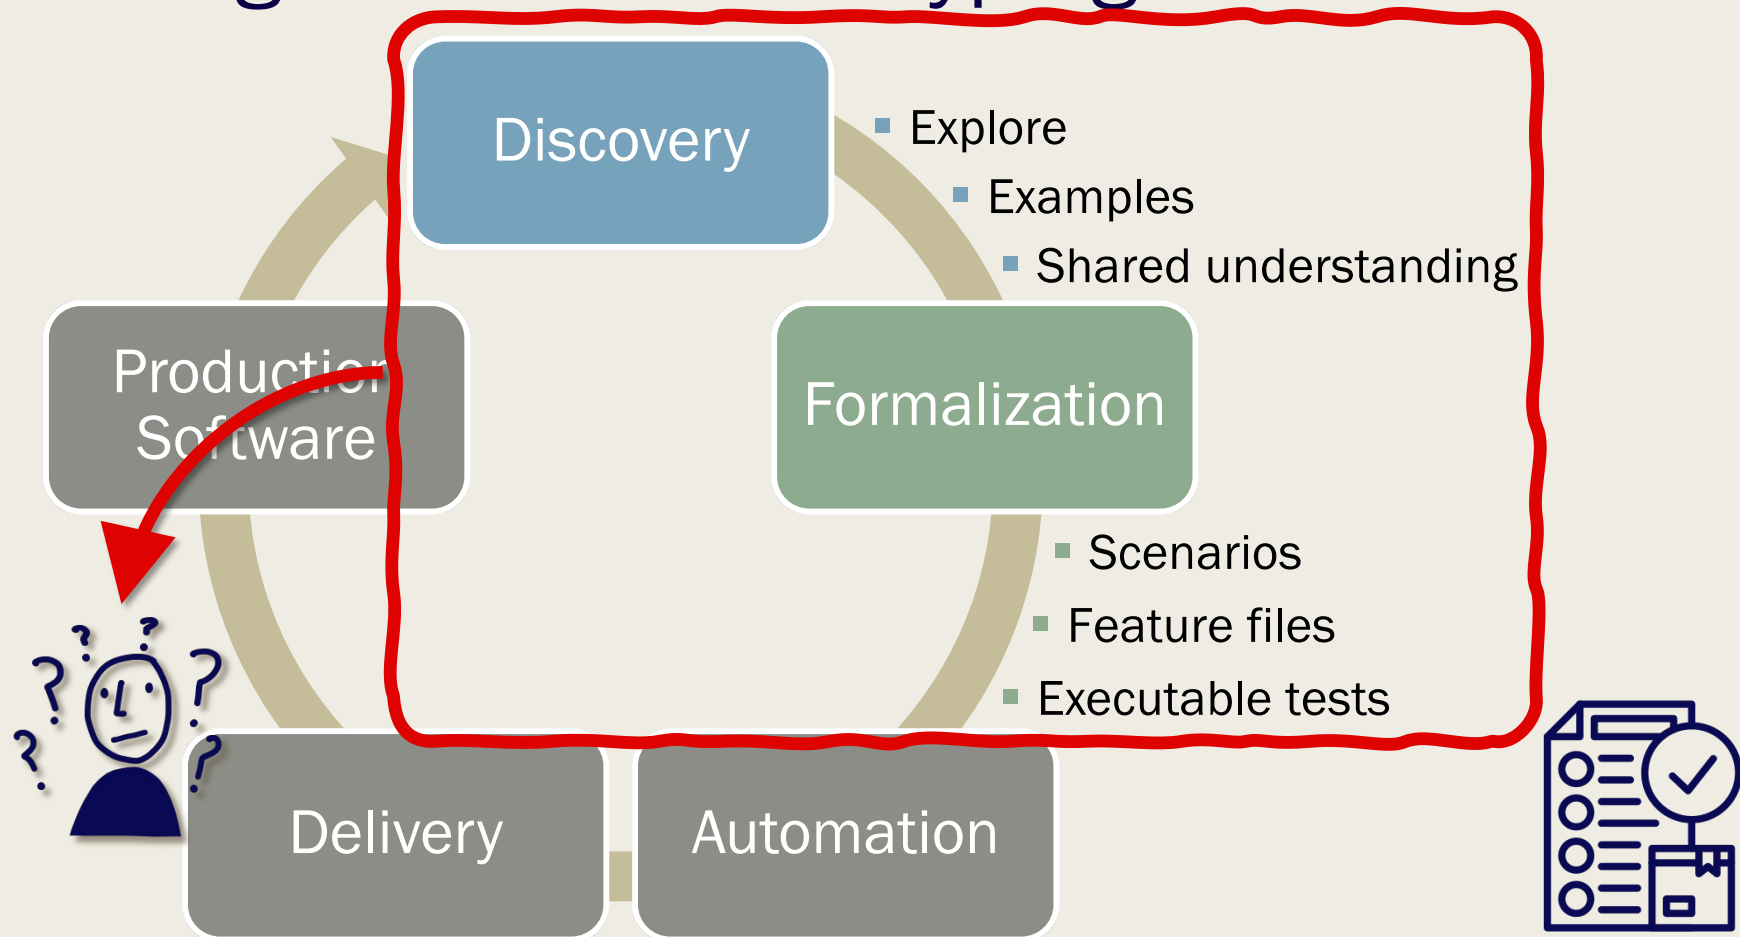 Discovery
Explore
Examples
Shared understanding
Production
Software
Formalization
Scenarios
Feature files
Executable tests
Delivery
Automation
? ? ? ? ? ?